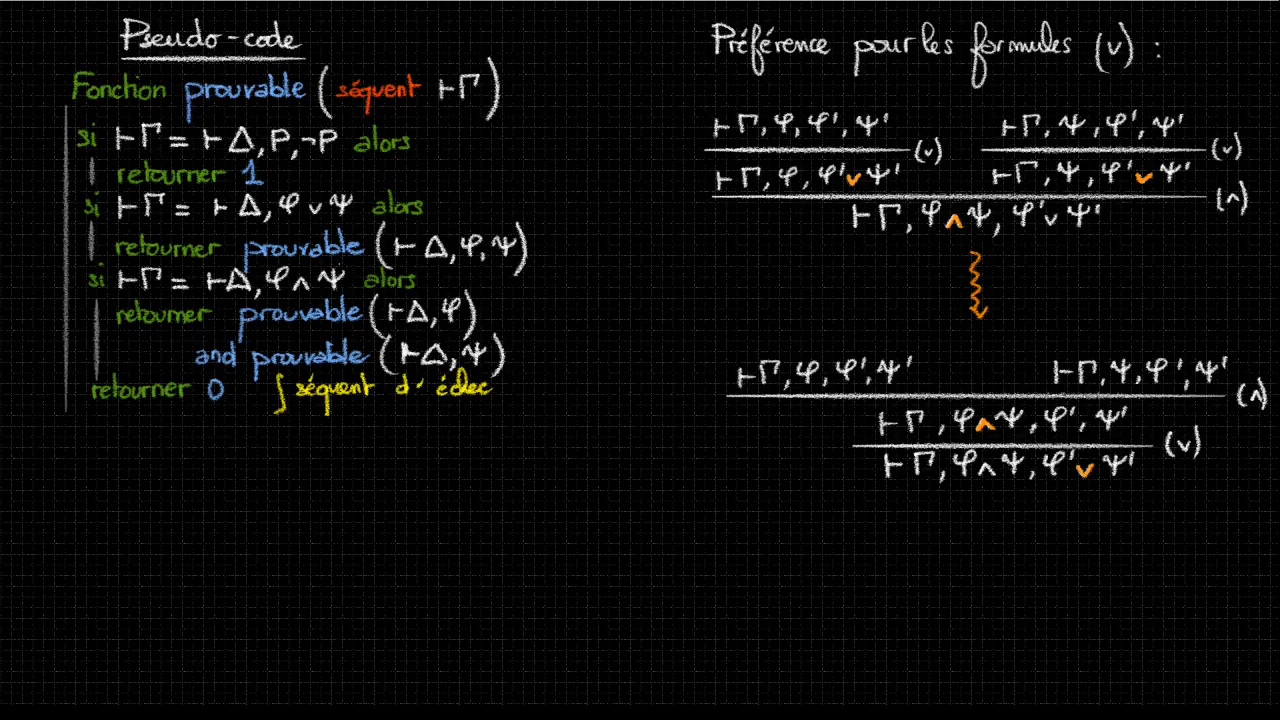 Pseudo-code
Fonction prouvable (séquent ⊢Γ)
si ⊢Γ = ⊢Δ, P, ¬P alors
retourner 1
si ⊢Γ = ⊢Δ, φ ∨ ψ alors
retourner prouvable (⊢Δ, φ, ψ)
si ⊢Γ = ⊢Δ, φ ∧ ψ alors
retourner prouvable (⊢Δ, φ)
and prouvable (⊢Δ, ψ)
retourner 0 ∫ séquent d'échec
Préférence pour les formules (∨) :
⊢Γ, φ, φ', ψ' ⊢Γ, ψ, φ', ψ'
(∨) (∨)
⊢Γ, φ, φ' ∨ ψ' ⊢Γ, ψ, φ' ∨ ψ'
(∧)
⊢Γ, φ ∧ ψ, φ' ∨ ψ'
⊢Γ, φ, φ', ψ' ⊢Γ, ψ, φ', ψ'
(∧)
⊢Γ, φ ∧ ψ, φ', ψ'
(∨)
⊢Γ, φ ∧ ψ, φ' ∨ ψ'